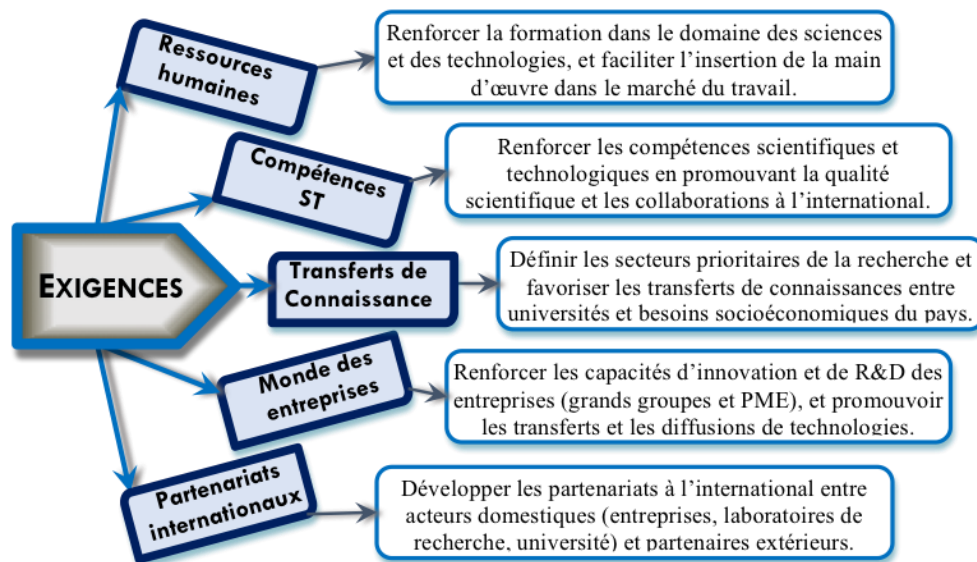 Ressources
humaines
Renforcer la formation dans le domaine des sciences
et des technologies, et faciliter l’insertion de la main
d’œuvre dans le marché du travail.
Compétences
ST
Renforcer les compétences scientifiques et
technologiques en promouvant la qualité
scientifique et les collaborations à l’international.
EXIGENCES
Transferts de
Connaissance
Définir les secteurs prioritaires de la recherche et
favoriser les transferts de connaissances entre
universités et besoins socioéconomiques du pays.
Monde des
entreprises
Renforcer les capacités d’innovation et de R&D des
entreprises (grands groupes et PME), et promouvoir
les transferts et les diffusions de technologies.
Partenariats
internationaux
Développer les partenariats à l’international entre
acteurs domestiques (entreprises, laboratoires de
recherche, université) et partenaires extérieurs.